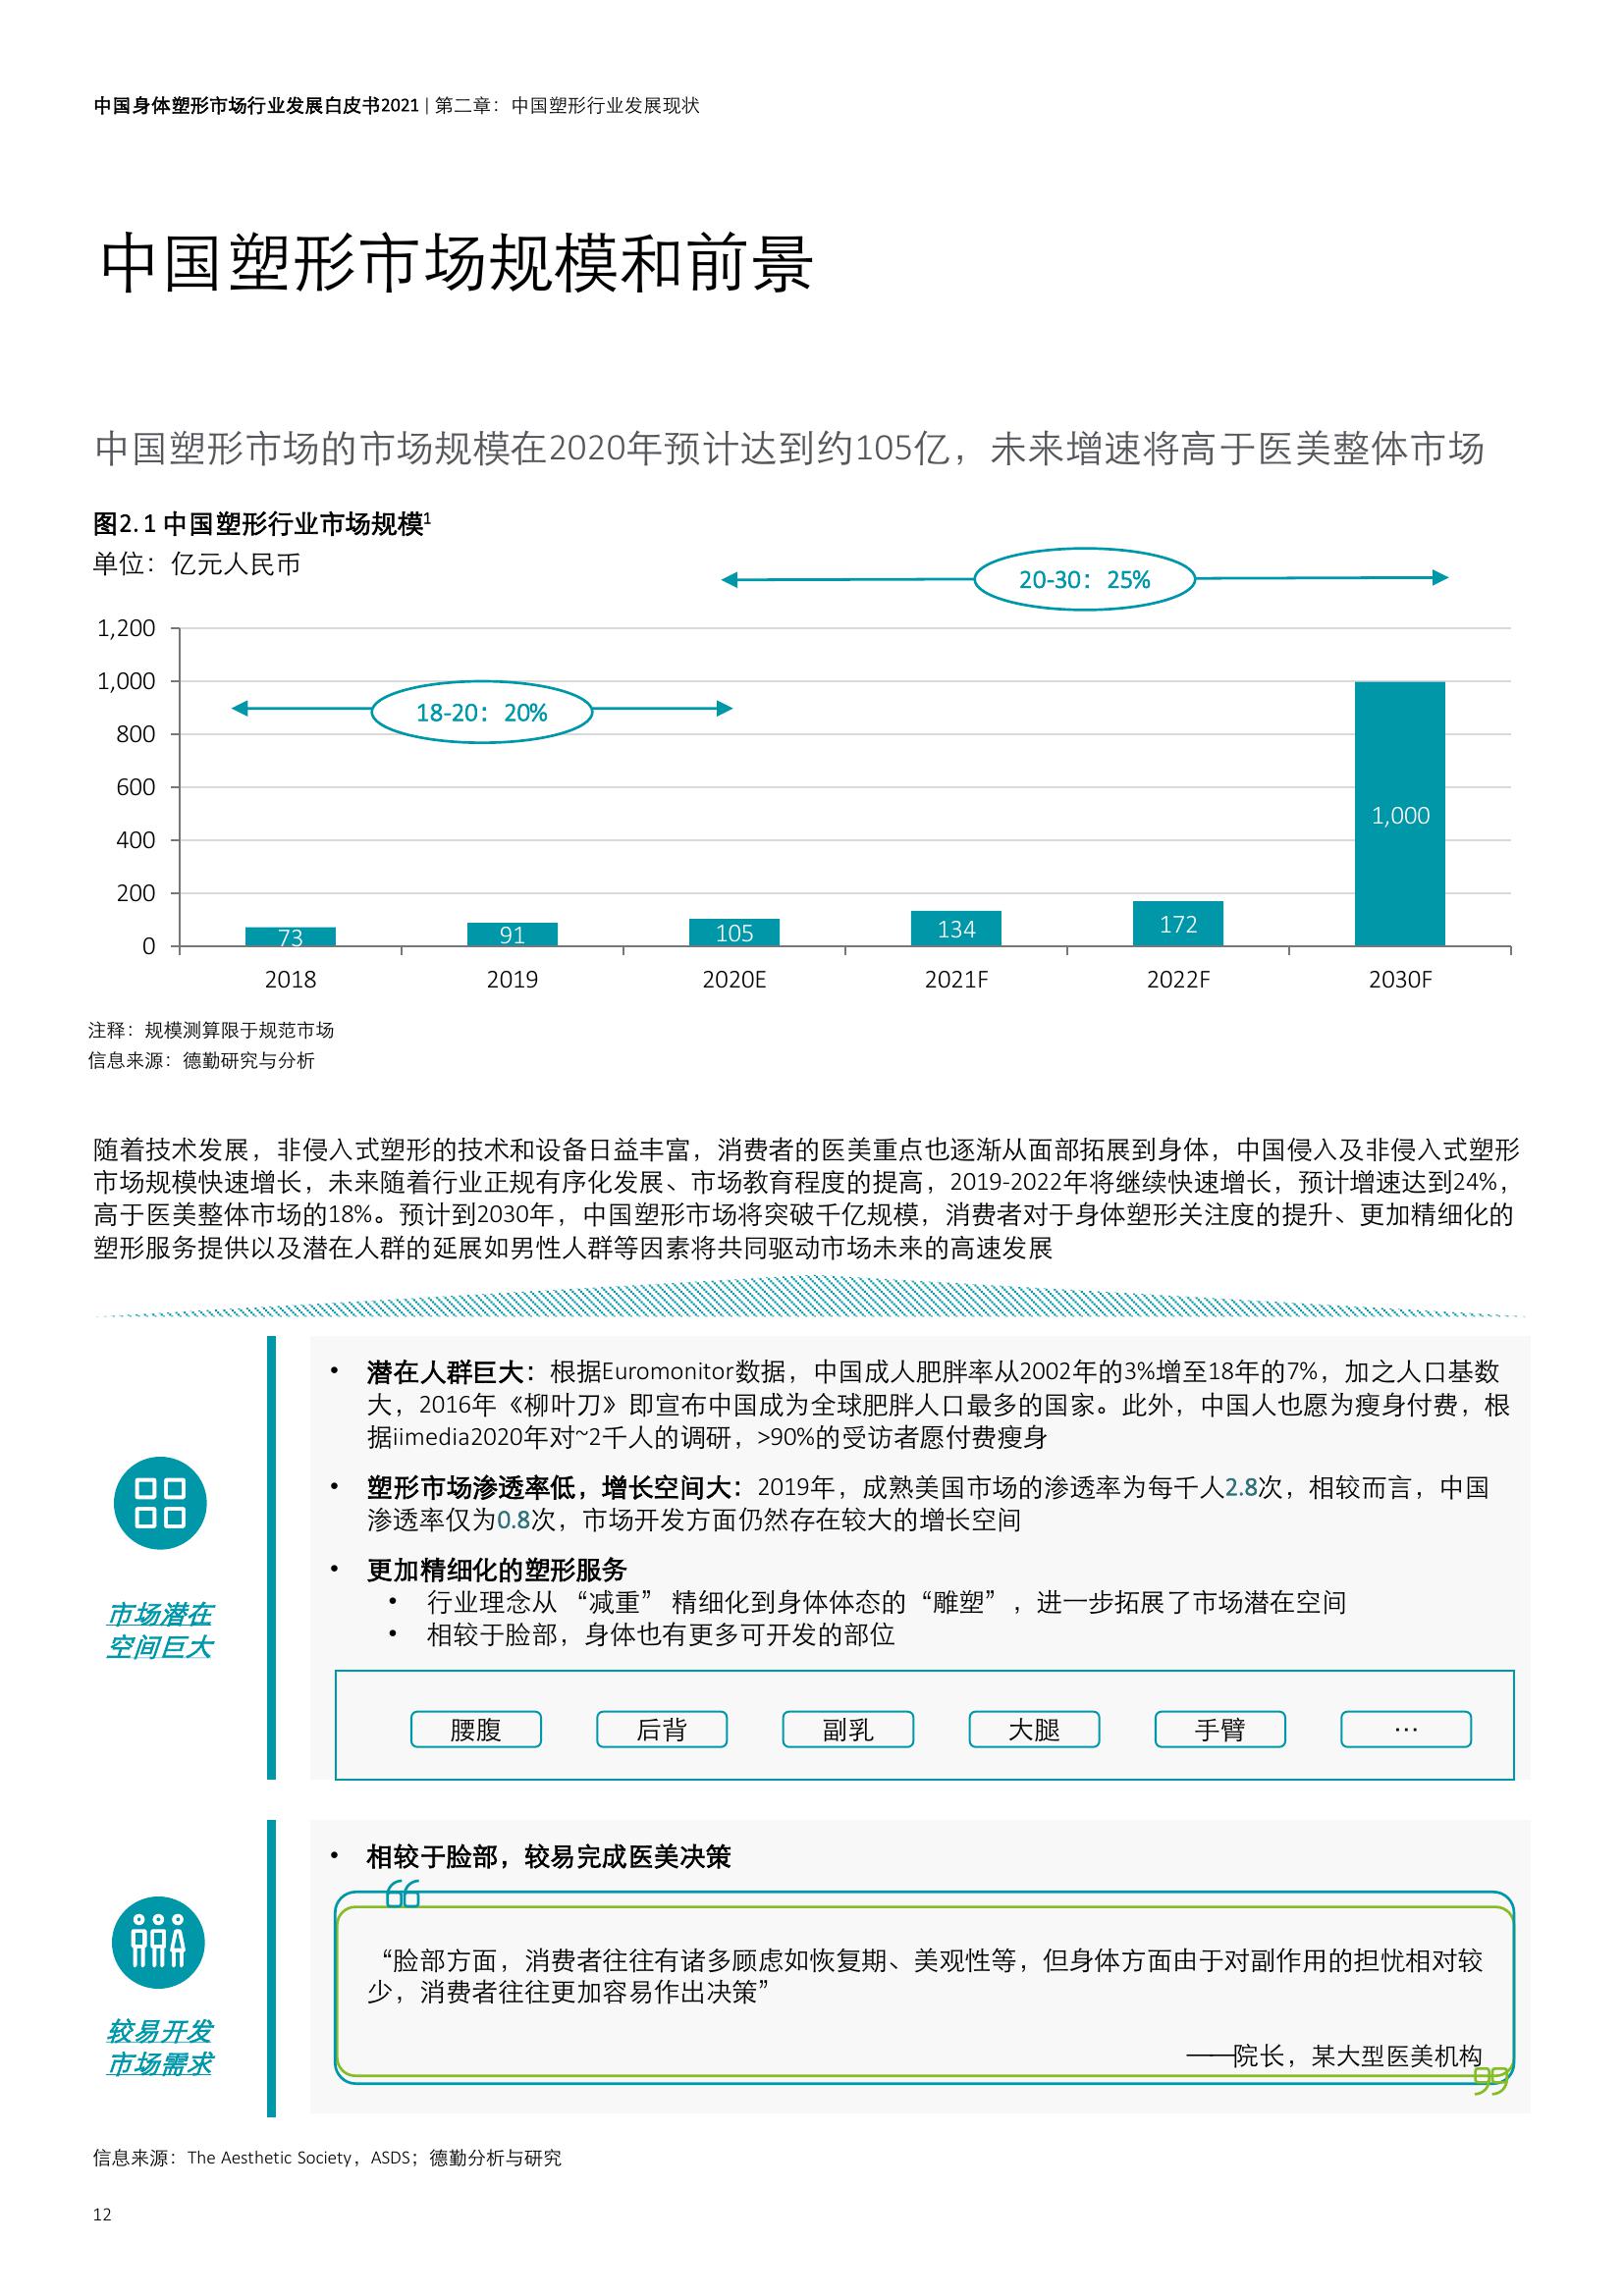 中国身体塑形市场行业发展白皮书2021 | 第二章：中国塑形行业发展现状
中国塑形市场规模和前景
中国塑形市场的市场规模在2020年预计达到约105亿，未来增速将高于医美整体市场
图2.1 中国塑形行业市场规模1
单位：亿元人民币
20-30：25%
18-20：20%
1,200
1,000
800
600
400
200
0
73
91
105
134
172
1,000
2018
2019
2020E
2021F
2022F
2030F
注释：规模测算限于规范市场
信息来源：德勤研究与分析
随着技术发展，非侵入式塑形的技术和设备日益丰富，消费者的医美重点也逐渐从面部拓展到身体，中国侵入及非侵入式塑形
市场规模快速增长，未来随着行业正规有序化发展、市场教育程度的提高，2019-2022年将继续快速增长，预计增速达到24%，
高于医美整体市场的18%。预计到2030年，中国塑形市场将突破千亿规模，消费者对于身体塑形关注度的提升、更加精细化的
塑形服务提供以及潜在人群的延展如男性人群等因素将共同驱动市场未来的高速发展
市场潜在
空间巨大
• 潜在人群巨大：根据Euromonitor数据，中国成人肥胖率从2002年的3%增至18年的7%，加之人口基数
大，2016年《柳叶刀》即宣布中国成为全球肥胖人口最多的国家。此外，中国人也愿为瘦身付费，根
据iimedia2020年对~2千人的调研，>90%的受访者愿付费瘦身
• 塑形市场渗透率低，增长空间大：2019年，成熟美国市场的渗透率为每千人2.8次，相较而言，中国
渗透率仅为0.8次，市场开发方面仍然存在较大的增长空间
• 更加精细化的塑形服务
• 行业理念从 “减重” 精细化到身体体态的 “雕塑” ，进一步拓展了市场潜在空间
• 相较于脸部，身体也有更多可开发的部位
腰腹
后背
副乳
大腿
手臂
…
较易开发
市场需求
• 相较于脸部，较易完成医美决策
“脸部方面，消费者往往有诸多顾虑如恢复期、美观性等，但身体方面由于对副作用的担忧相对较
少，消费者往往更加容易作出决策”
——院长，某大型医美机构
信息来源：The Aesthetic Society，ASDS；德勤分析与研究
12